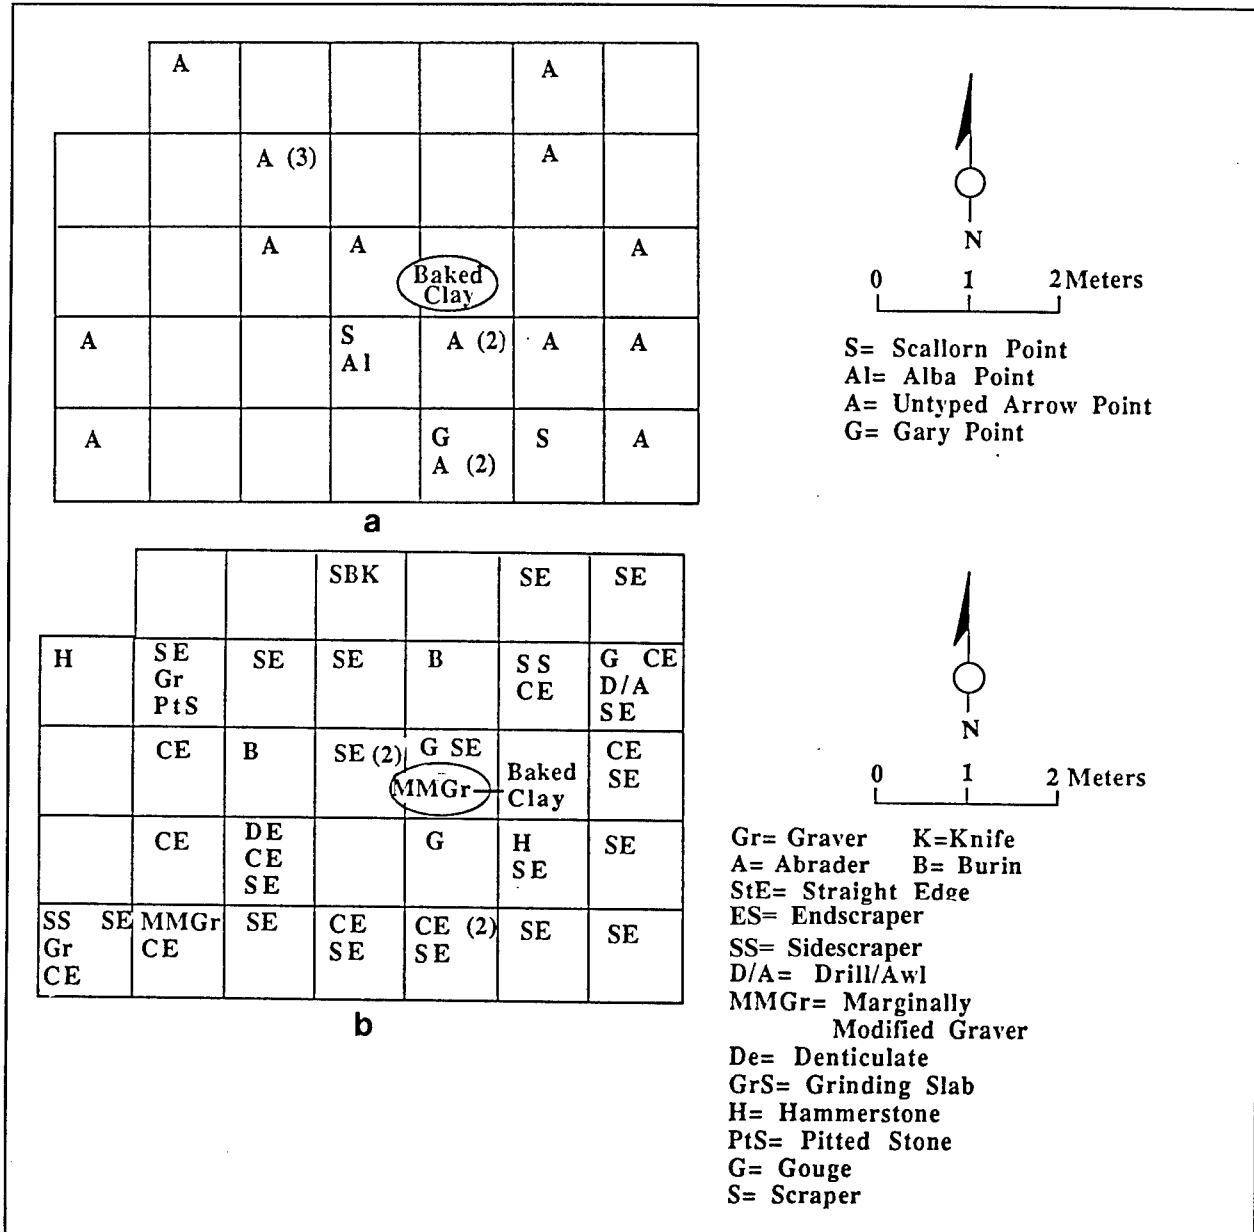 A A
A (3) A
A A A
Baked
Clay
A S A (2) A A
Al
A G S A
A (2)
a
N
0 1 2 Meters
S= Scallorn Point
Al= Alba Point
A= Untyped Arrow Point
G= Gary Point
SBK SE SE
H SE SE SE B SS G CE
Gr CE D/A
PtS SE
CE B SE (2) G SE CE
MMGr Baked SE
Clay
CE DE G H SE
CE SE
SE
SS SE MMGr SE CE CE (2) SE SE
Gr CE SE SE
CE
b
N
0 1 2 Meters
Gr= Graver K=Knife
A= Abrader B= Burin
StE= Straight Edge
ES= Endscraper
SS= Sidescraper
D/A= Drill/Awl
MMGr= Marginally
Modified Graver
De= Denticulate
GrS= Grinding Slab
H= Hammerstone
PtS= Pitted Stone
G= Gouge
S= Scraper